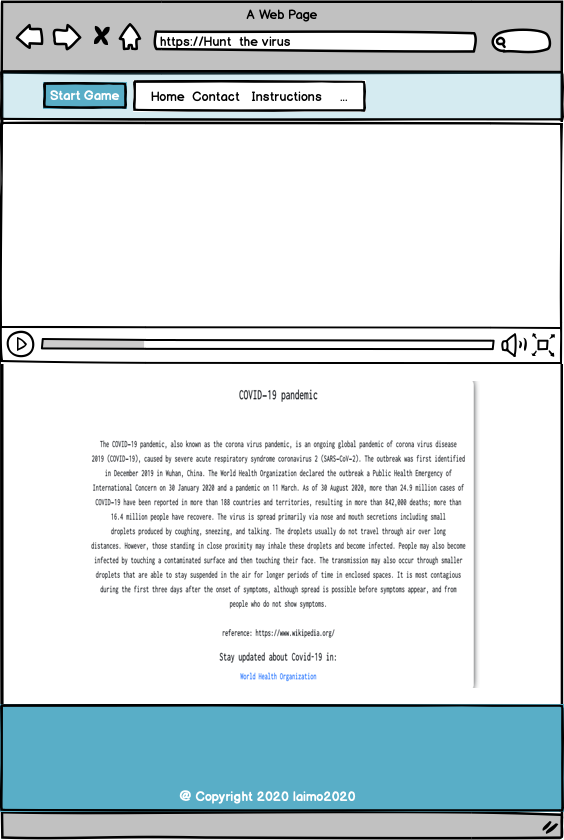 A Web Page
https://Hunt the virus
Start Game
Home Contact Instructions ...
COVID-19 pandemic
The COVID-19 pandemic, also known as the corona virus pandemic, is an ongoing global pandemic of corona virus disease
2019 (COVID-19), caused by severe acute respiratory syndrome coronavirus 2 (SARS-CoV-2). The outbreak was first identified
in December 2019 in Wuhan, China. The World Health Organization declared the outbreak a Public Health Emergency of
International Concern on 30 January 2020 and a pandemic on 11 March. As of 30 August 2020, more than 24.9 million cases of
COVID-19 have been reported in more than 188 countries and territories, resulting in more than 842,000 deaths; more than
16.4 million people have recovere. The virus is spread primarily via nose and mouth secretions including small
droplets produced by coughing, sneezing, and talking. The droplets usually do not travel through air over long
distances. However, those standing in close proximity may inhale these droplets and become infected. People may also become
infected by touching a contaminated surface and then touching their face. The transmission may also occur through smaller
droplets that are able to stay suspended in the air for longer periods of time in enclosed spaces. It is most contagious
during the first three days after the onset of symptoms, although spread is possible before symptoms appear, and from
people who do not show symptoms.
reference: https://www.wikipedia.org/
Stay updated about Covid-19 in:
World Health Organization
@ Copyright 2020 laimo2020